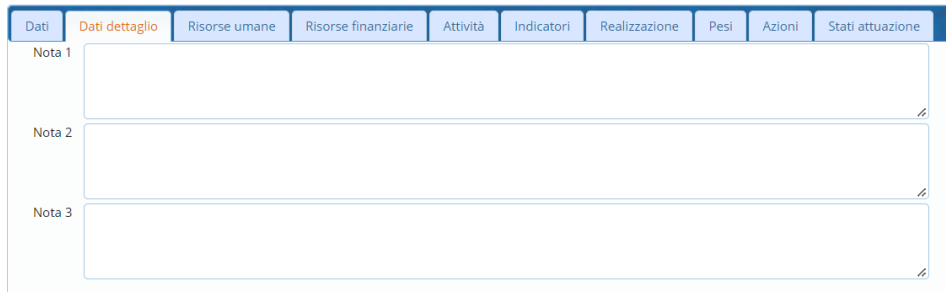 Dati Dati dettaglio Risorse umane Risorse finanziarie Attività Indicatori Realizzazione Pesi Azioni Stati attuazione
Nota 1
Nota 2
Nota 3